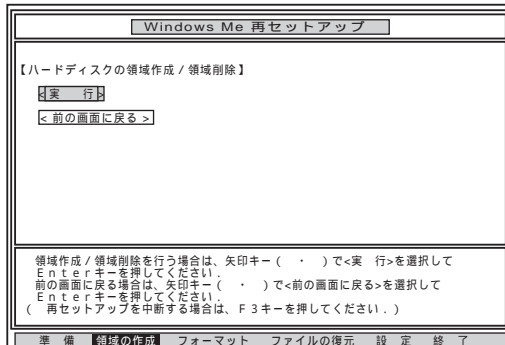 Windows Me 再セットアップ
【ハードディスクの領域作成／領域削除】
<実　行>
<前の画面に戻る>
領域作成／領域削除を行う場合は、矢印キー(　・　)で<実　行>を選択して
Ｅｎｔｅｒキーを押してください．
前の画面に戻る場合は、矢印キー(　・　)で<前の画面に戻る>を選択して
Ｅｎｔｅｒキーを押してください．
(　再セットアップを中断する場合は、Ｆ３キーを押してください．)
準　備　領域の作成　フォーマット　ファイルの復元　設　定　終　了